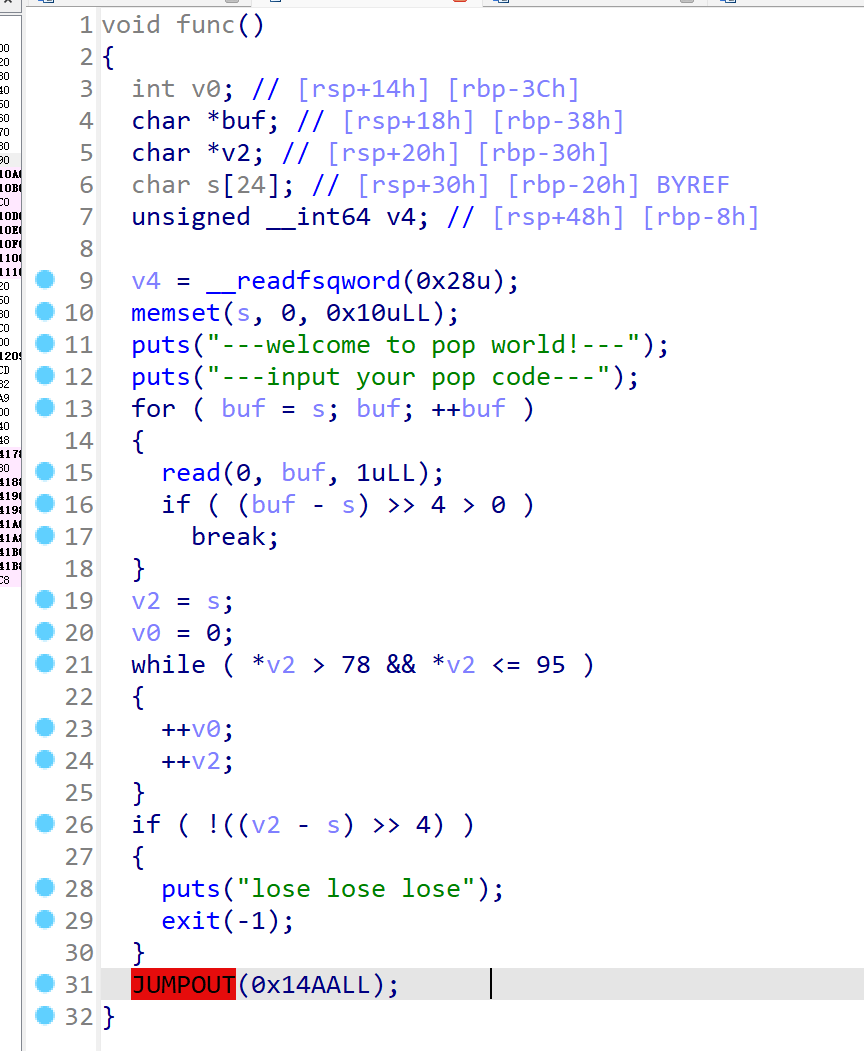 1 void func()
2 {
3 int v0; // [rsp+14h] [rbp-3Ch]
4 char *buf; // [rsp+18h] [rbp-38h]
5 char *v2; // [rsp+20h] [rbp-30h]
6 char s[24]; // [rsp+30h] [rbp-20h] BYREF
7 unsigned __int64 v4; // [rsp+48h] [rbp-8h]
8
9 v4 = __readfsqword(0x28u);
10 memset(s, 0, 0x10uLL);
11 puts("---welcome to pop world!---");
12 puts("---input your pop code---");
13 for ( buf = s; buf; ++buf )
14 {
15 read(0, buf, 1uLL);
16 if ( (buf - s) >> 4 > 0 )
17 break;
18 }
19 v2 = s;
20 v0 = 0;
21 while ( *v2 > 78 && *v2 <= 95 )
22 {
23 ++v0;
24 ++v2;
25 }
26 if ( !((v2 - s) >> 4) )
27 {
28 puts("lose lose lose");
29 exit(-1);
30 }
31 JUMPOUT(0x14AALL);
32 }